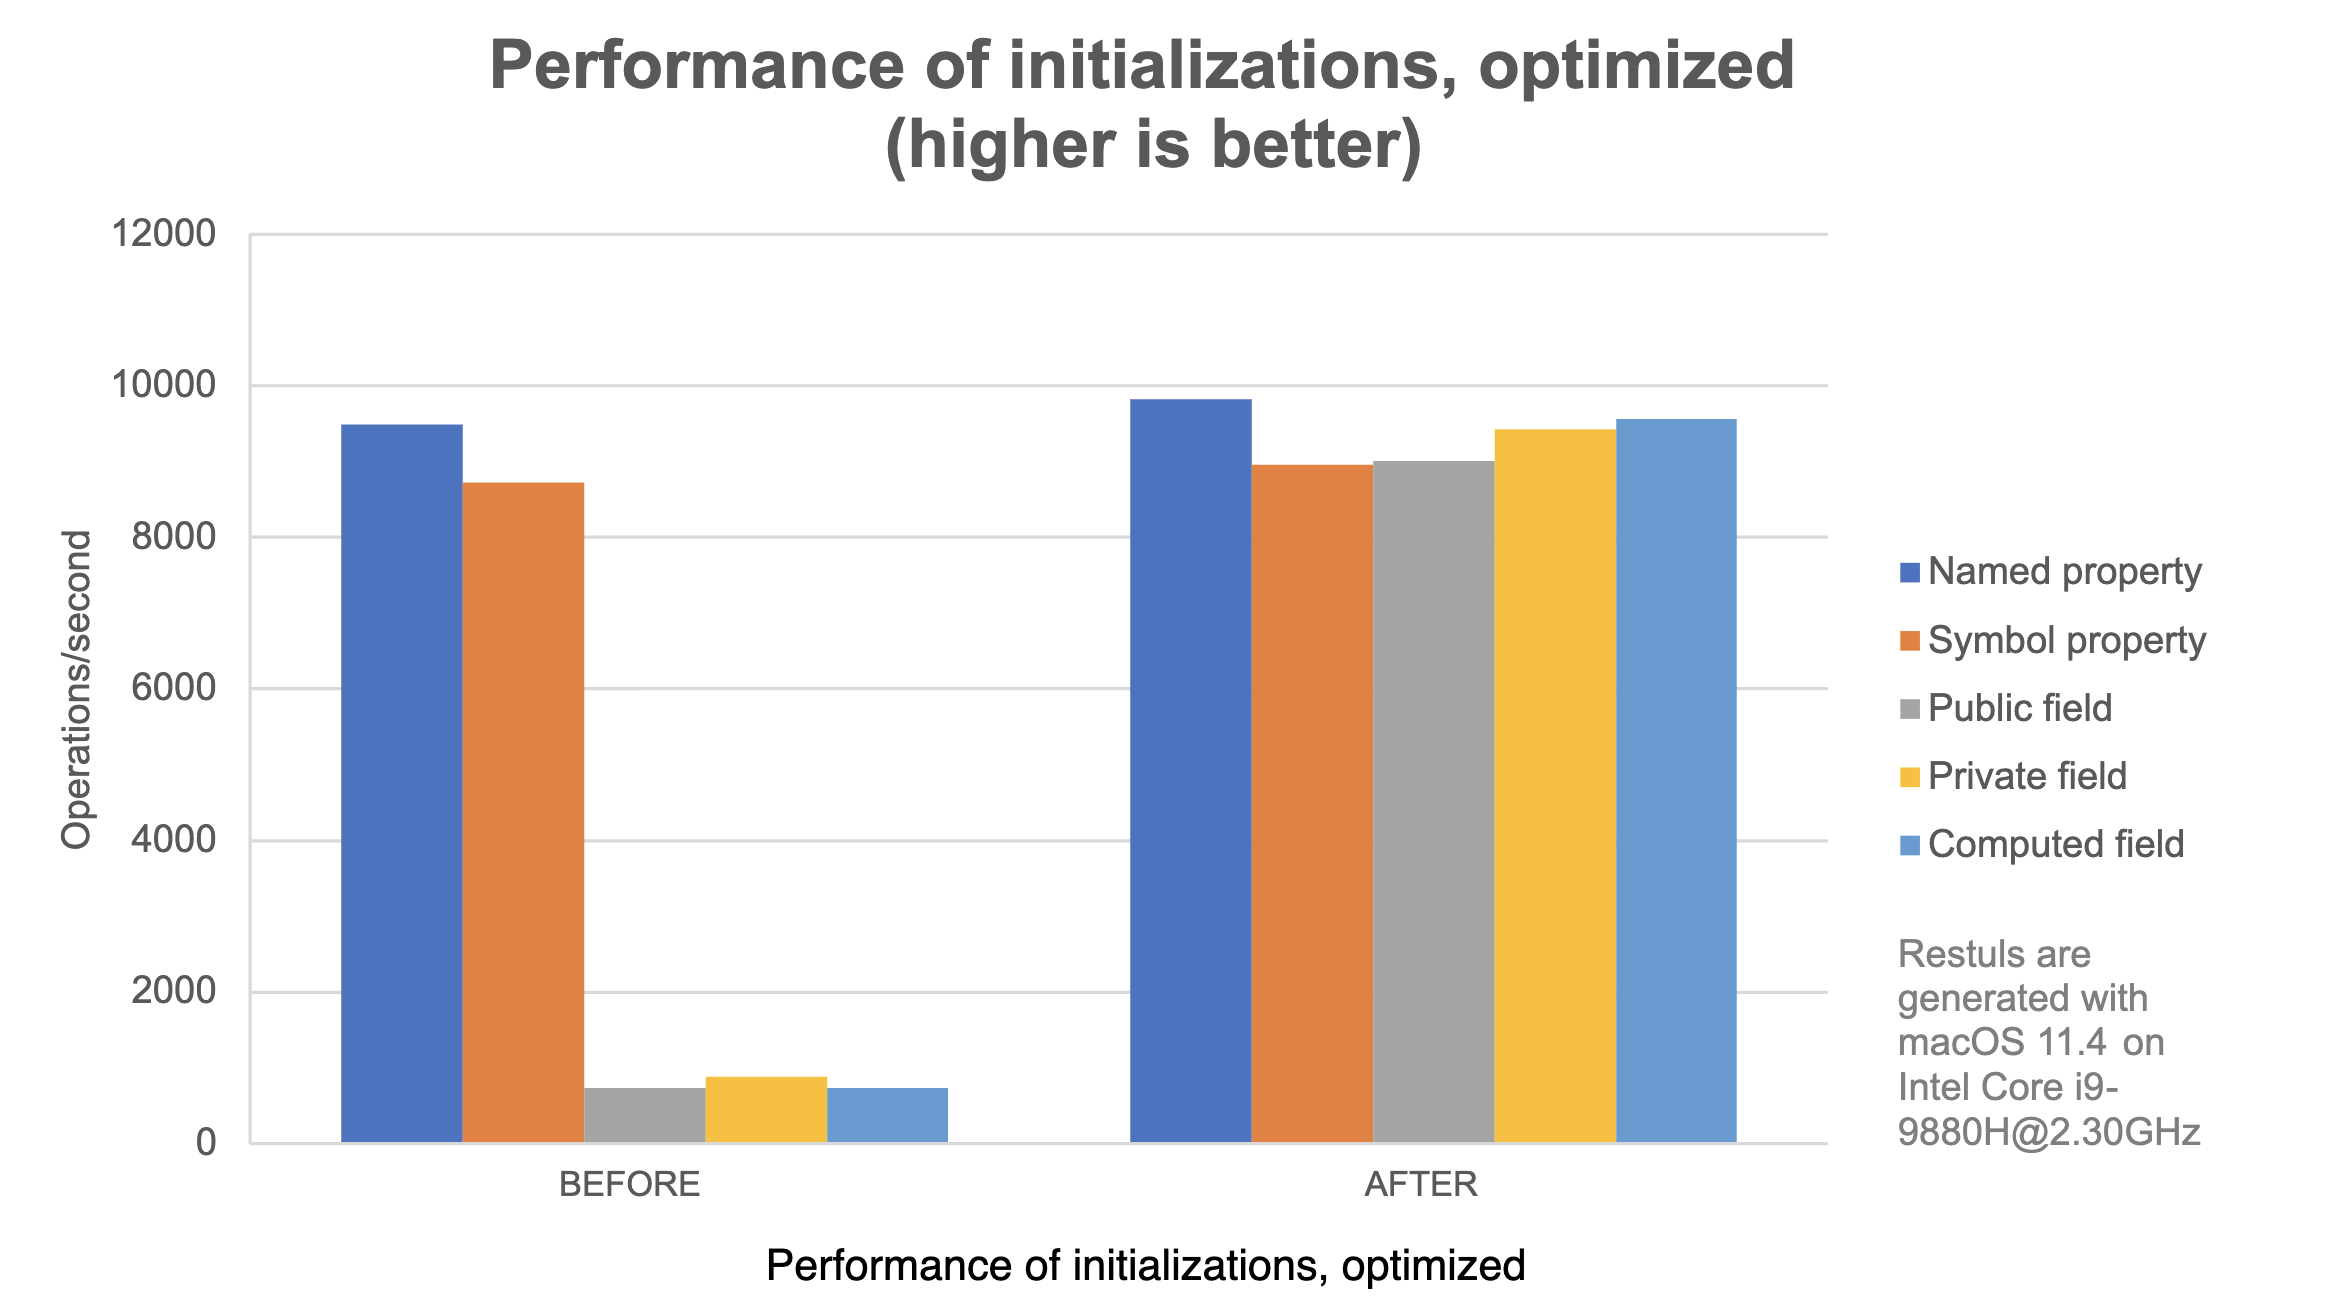 Performance of initializations, optimized
(higher is better)
12000
10000
8000
6000
4000
2000
0
Operations/second
BEFORE
AFTER
Performance of initializations, optimized
Named property
Symbol property
Public field
Private field
Computed field
Restuls are
generated with
macOS 11.4 on
Intel Core i9-
9880H@2.30GHz